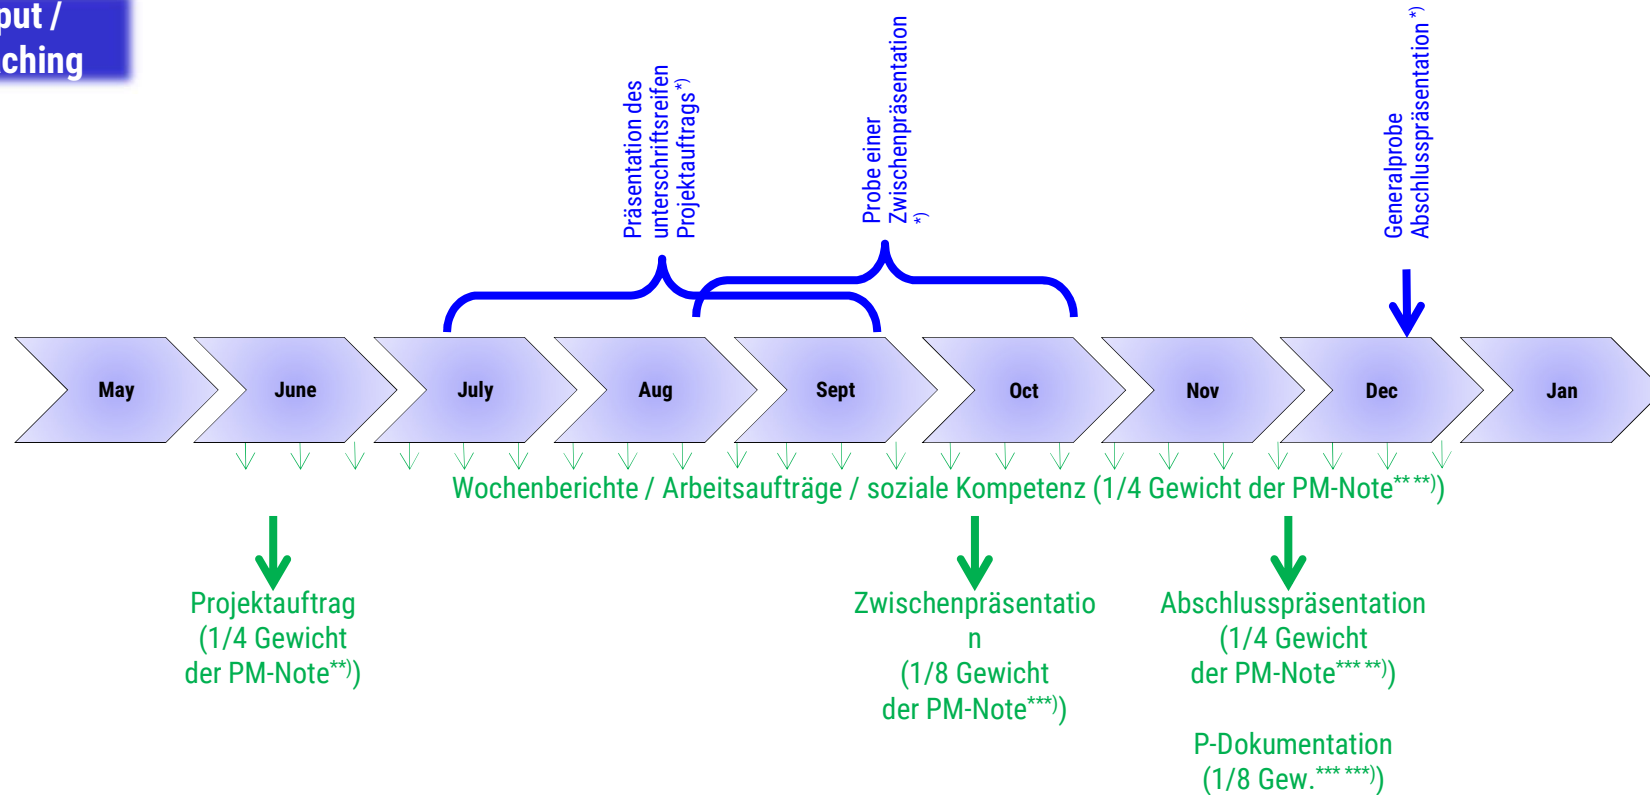 put /
ching
Präsentation des
unterschriftsreifen
Projektauftrags *)
Probe einer
Zwischenpräsentation
*)
Generalprobe
Abschlusspräsentation *)
May
June
July
Aug
Sept
Oct
Nov
Dec
Jan
Wochenberichte / Arbeitsaufträge / soziale Kompetenz (1/4 Gewicht der PM-Note** **))
Projektauftrag
(1/4 Gewicht
der PM-Note**))
Zwischenpräsentatio
n
(1/8 Gewicht
der PM-Note***))
Abschlusspräsentation
(1/4 Gewicht
der PM-Note*** **))
P-Dokumentation
(1/8 Gew.*** ***))